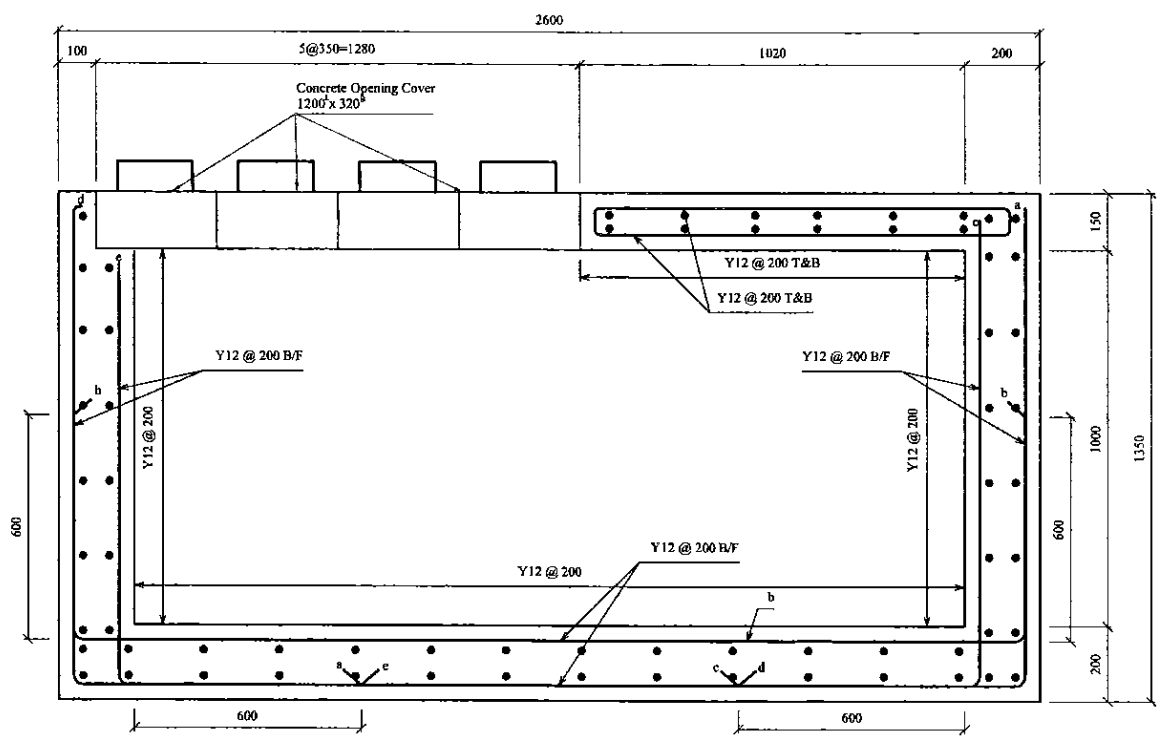 2600
100
5@350=1280
1020
200
Concrete Opening Cover
1200 x 320
d
a
c
e
150
Y12 @ 200 T&B
Y12 @ 200 T&B
Y12 @ 200 B/F
Y12 @ 200 B/F
b
b
Y12 @ 200
Y12 @ 200
1000
1350
600
600
Y12 @ 200 B/F
Y12 @ 200
b
a
e
c
d
200
600
600